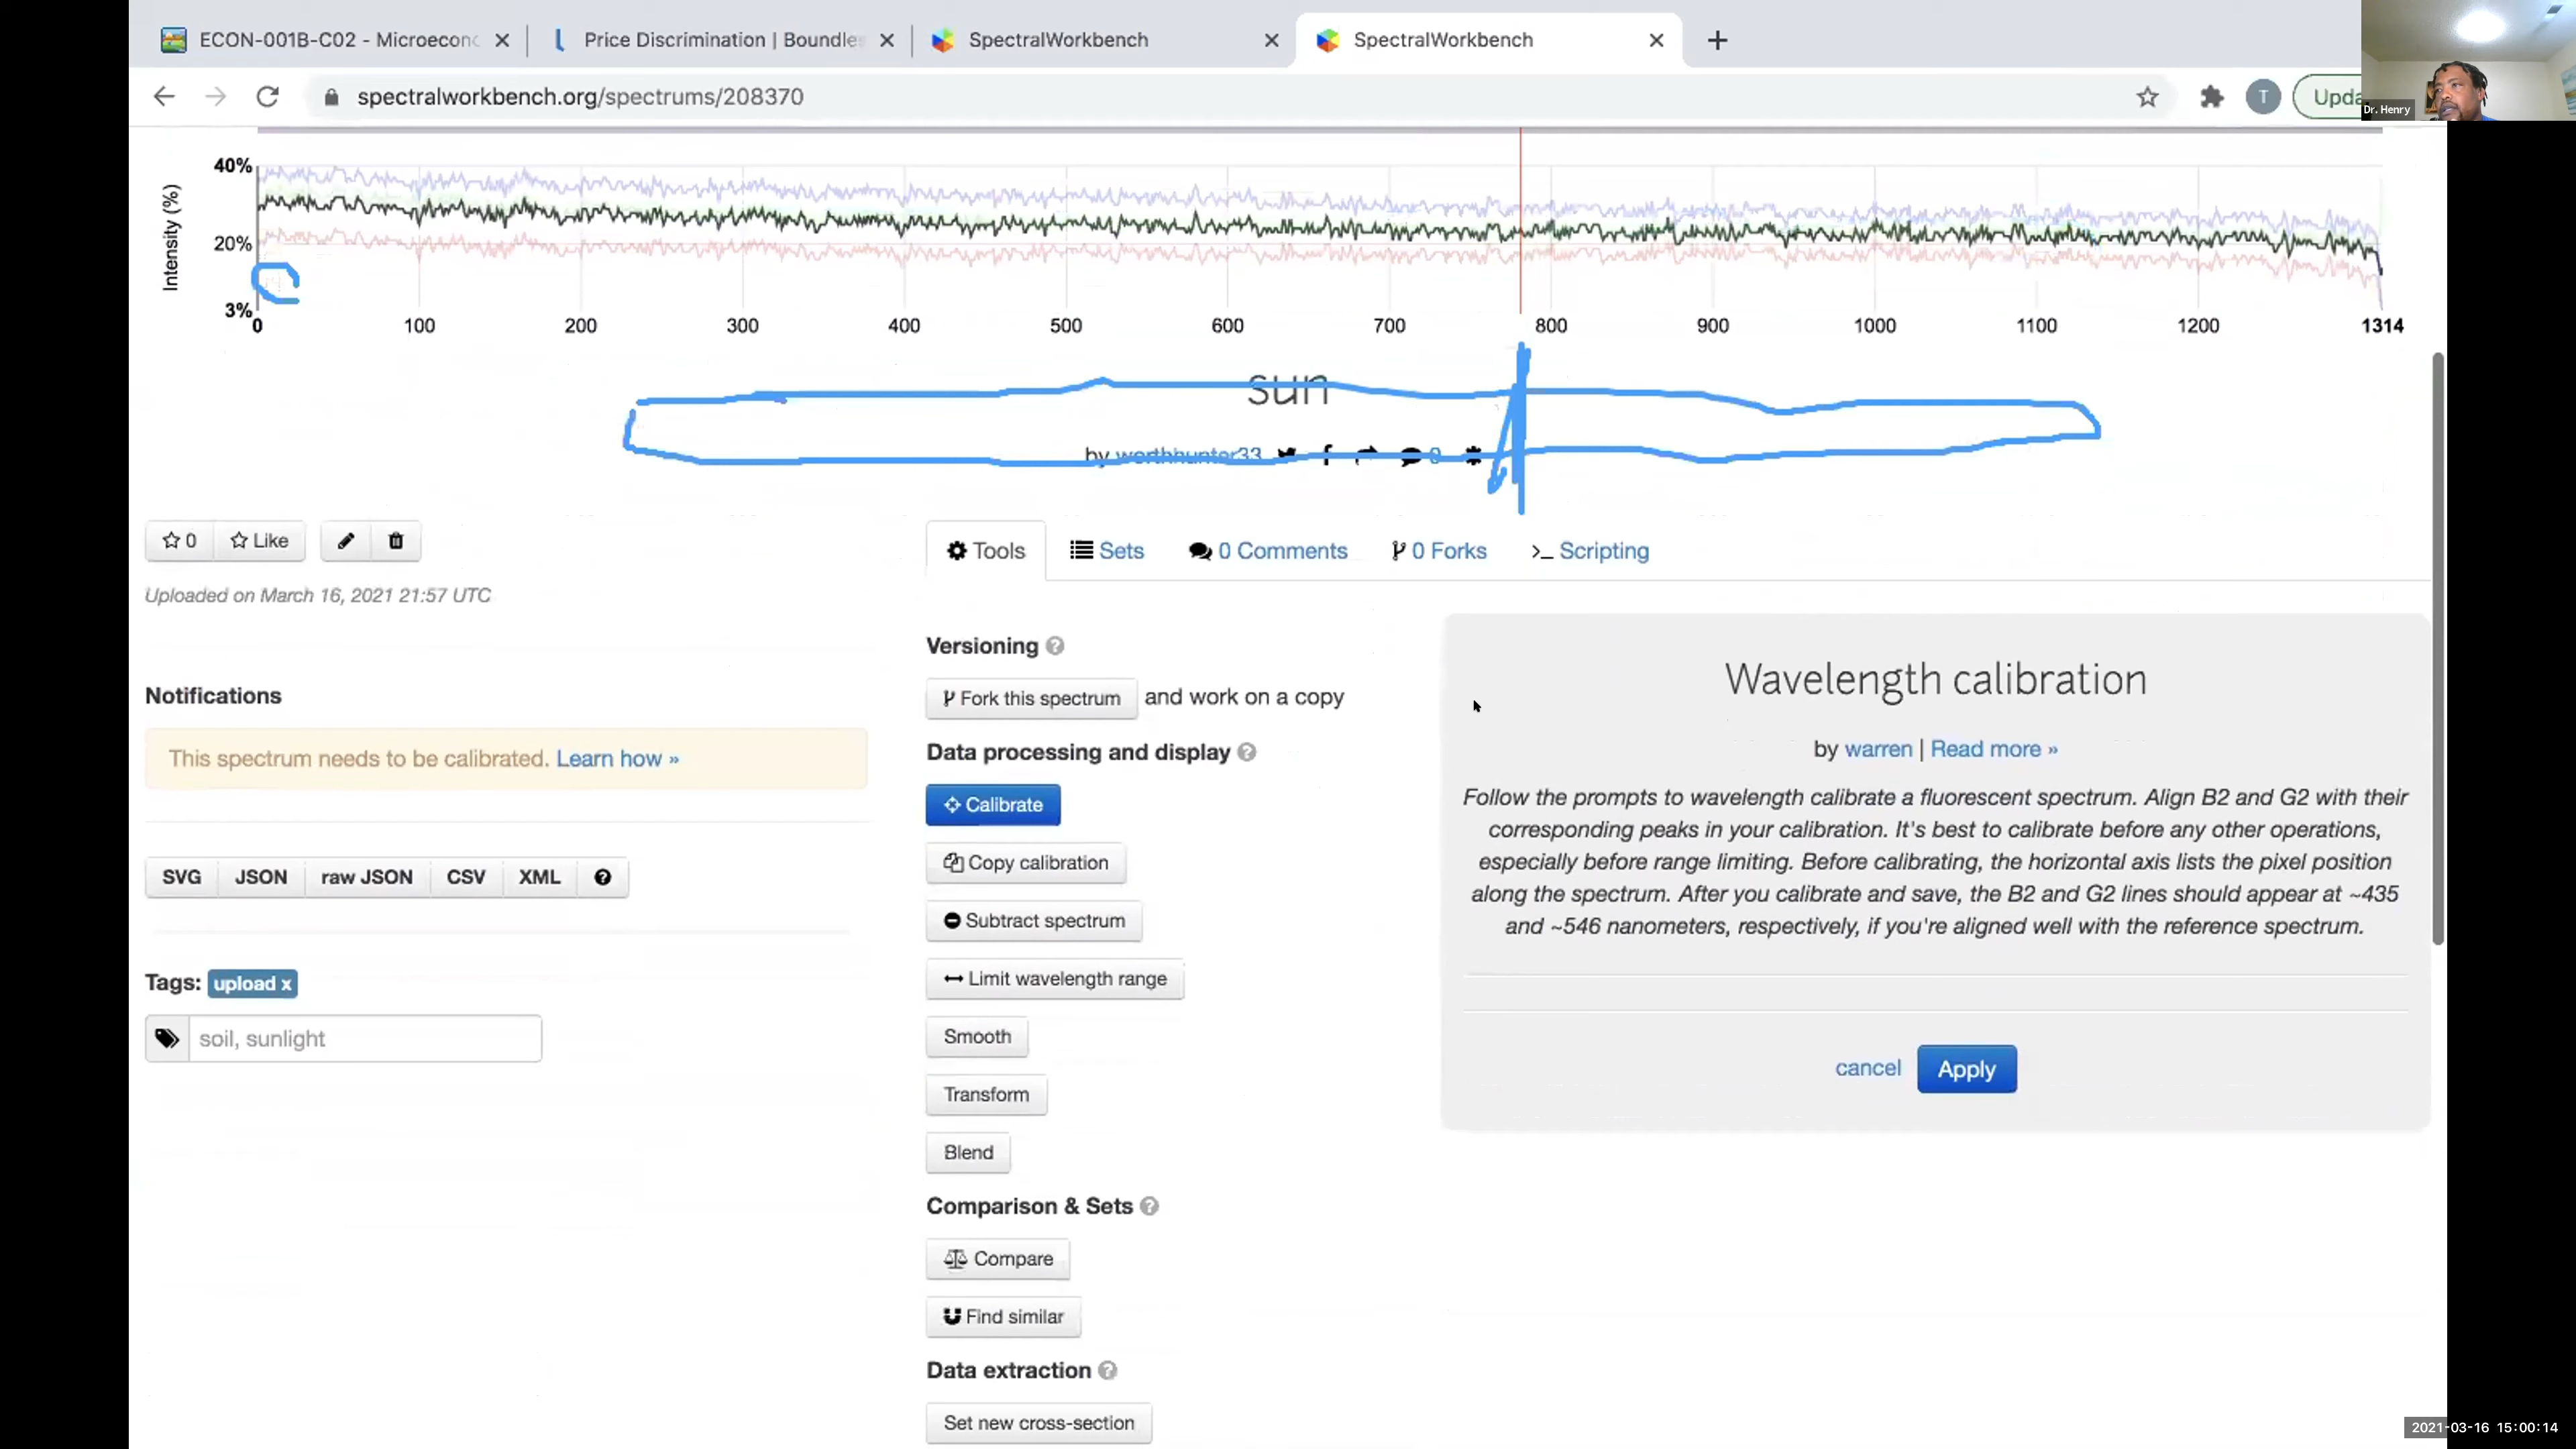 ECON-001B-C02 - Microeconc
Price Discrimination | Boundles
SpectralWorkbench
SpectralWorkbench
spectralworkbench.org/spectrums/208370
T
Upda
Dr. Henry
Intensity (%)
40%
20%
3%
0 100 200 300 400 500 600 700 800 900 1000 1100 1200 1314
sun
by worthhunter33 0
0 Like
Uploaded on March 16, 2021 21:57 UTC
Notifications
This spectrum needs to be calibrated. Learn how »
SVG JSON raw JSON CSV XML ?
Tags: upload x
soil, sunlight
Tools Sets 0 Comments 0 Forks >_ Scripting
Versioning ?
Fork this spectrum and work on a copy
Data processing and display ?
Calibrate
Copy calibration
Subtract spectrum
Limit wavelength range
Smooth
Transform
Blend
Comparison & Sets ?
Compare
Find similar
Data extraction ?
Set new cross-section
Wavelength calibration
by warren | Read more »
Follow the prompts to wavelength calibrate a fluorescent spectrum. Align B2 and G2 with their
corresponding peaks in your calibration. It's best to calibrate before any other operations,
especially before range limiting. Before calibrating, the horizontal axis lists the pixel position
along the spectrum. After you calibrate and save, the B2 and G2 lines should appear at ~435
and ~546 nanometers, respectively, if you're aligned well with the reference spectrum.
cancel Apply
2021-03-16 15:00:14